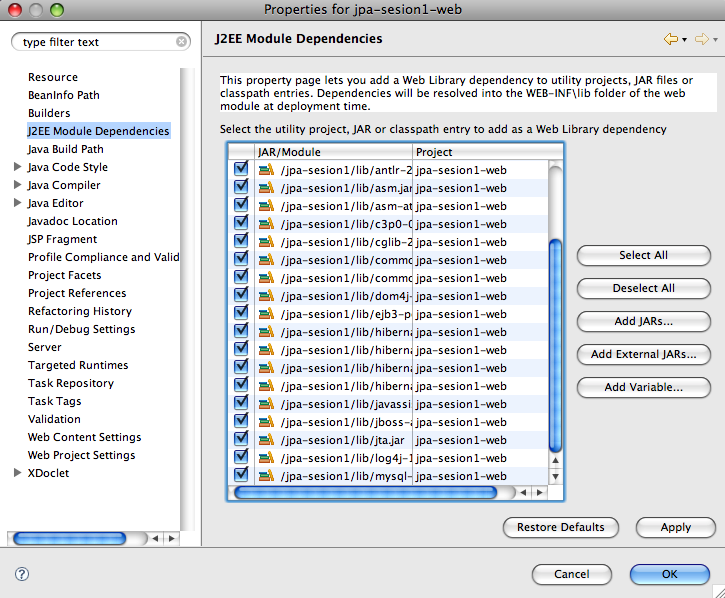 Properties for jpa-sesion1-web
type filter text
Resource
BeanInfo Path
Builders
J2EE Module Dependencies
Java Build Path
Java Code Style
Java Compiler
Java Editor
Javadoc Location
JSP Fragment
Profile Compliance and Valid
Project Facets
Project References
Refactoring History
Run/Debug Settings
Server
Targeted Runtimes
Task Repository
Task Tags
Validation
Web Content Settings
Web Project Settings
XDoclet
J2EE Module Dependencies
This property page lets you add a Web Library dependency to utility projects, JAR files or
classpath entries. Dependencies will be resolved into the WEB-INF\lib folder of the web
module at deployment time.
Select the utility project, JAR or classpath entry to add as a Web Library dependency
JAR/Module Project
/jpa-sesion1/lib/antlr-2 jpa-sesion1-web
/jpa-sesion1/lib/asm.jar jpa-sesion1-web
/jpa-sesion1/lib/asm-at jpa-sesion1-web
/jpa-sesion1/lib/c3p0-0 jpa-sesion1-web
/jpa-sesion1/lib/cglib-2 jpa-sesion1-web
/jpa-sesion1/lib/commo jpa-sesion1-web
/jpa-sesion1/lib/commo jpa-sesion1-web
/jpa-sesion1/lib/dom4j- jpa-sesion1-web
/jpa-sesion1/lib/ejb3-p jpa-sesion1-web
/jpa-sesion1/lib/hiberna jpa-sesion1-web
/jpa-sesion1/lib/hiberna jpa-sesion1-web
/jpa-sesion1/lib/hiberna jpa-sesion1-web
/jpa-sesion1/lib/hiberna jpa-sesion1-web
/jpa-sesion1/lib/javassi jpa-sesion1-web
/jpa-sesion1/lib/jboss-a jpa-sesion1-web
/jpa-sesion1/lib/jta.jar jpa-sesion1-web
/jpa-sesion1/lib/log4j-1 jpa-sesion1-web
/jpa-sesion1/lib/mysql- jpa-sesion1-web
Select All
Deselect All
Add JARs...
Add External JARs...
Add Variable...
Restore Defaults Apply
? Cancel OK